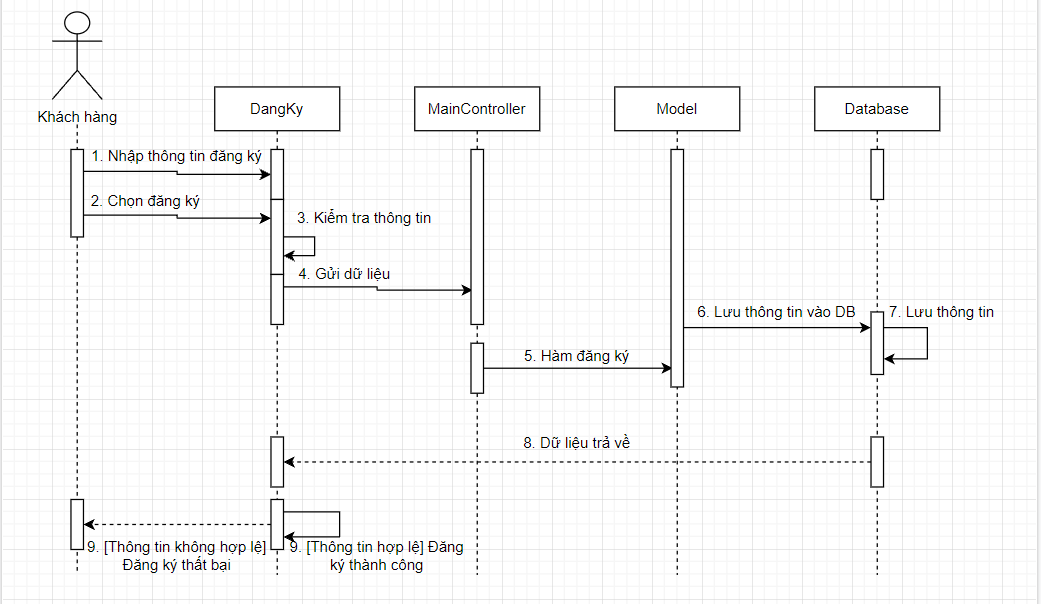 Khách hàng
DangKy
MainController
Model
Database
1. Nhập thông tin đăng ký
2. Chọn đăng ký
3. Kiểm tra thông tin
4. Gửi dữ liệu
6. Lưu thông tin vào DB
7. Lưu thông tin
5. Hàm đăng ký
8. Dữ liệu trả về
9. [Thông tin không hợp lệ]
Đăng ký thất bại
9. [Thông tin hợp lệ] Đăng
ký thành công